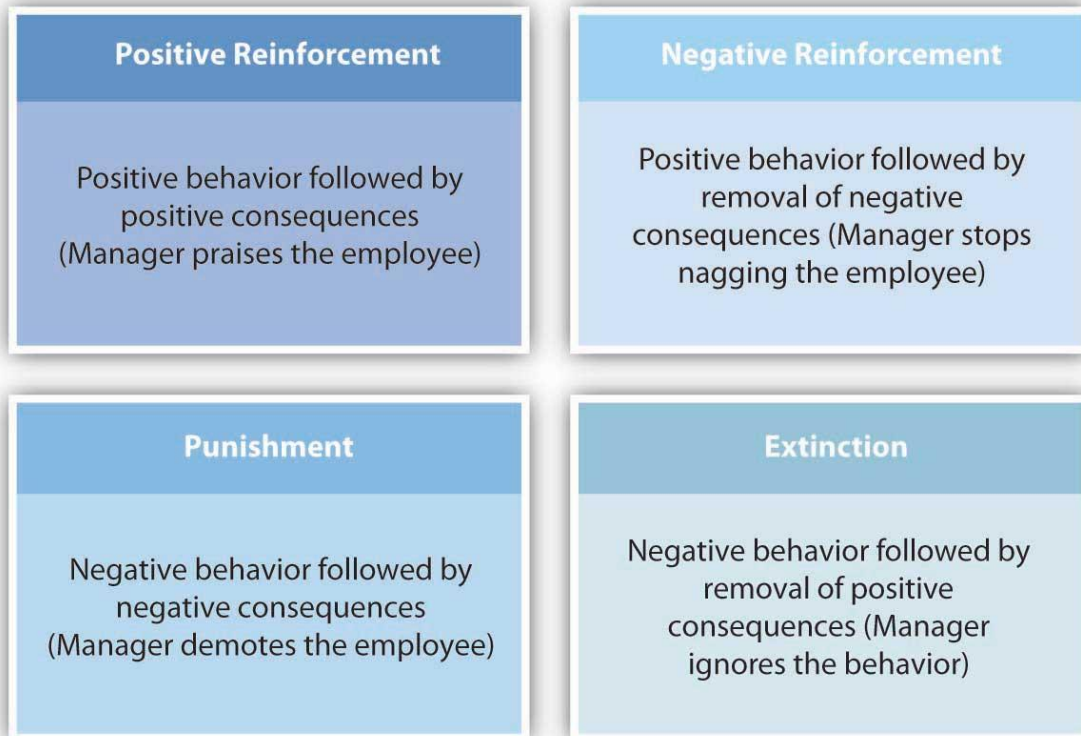 Positive Reinforcement
Positive behavior followed by
positive consequences
(Manager praises the employee)
Negative Reinforcement
Positive behavior followed by
removal of negative
consequences (Manager stops
nagging the employee)
Punishment
Negative behavior followed by
negative consequences
(Manager demotes the employee)
Extinction
Negative behavior followed by
removal of positive
consequences (Manager
ignores the behavior)